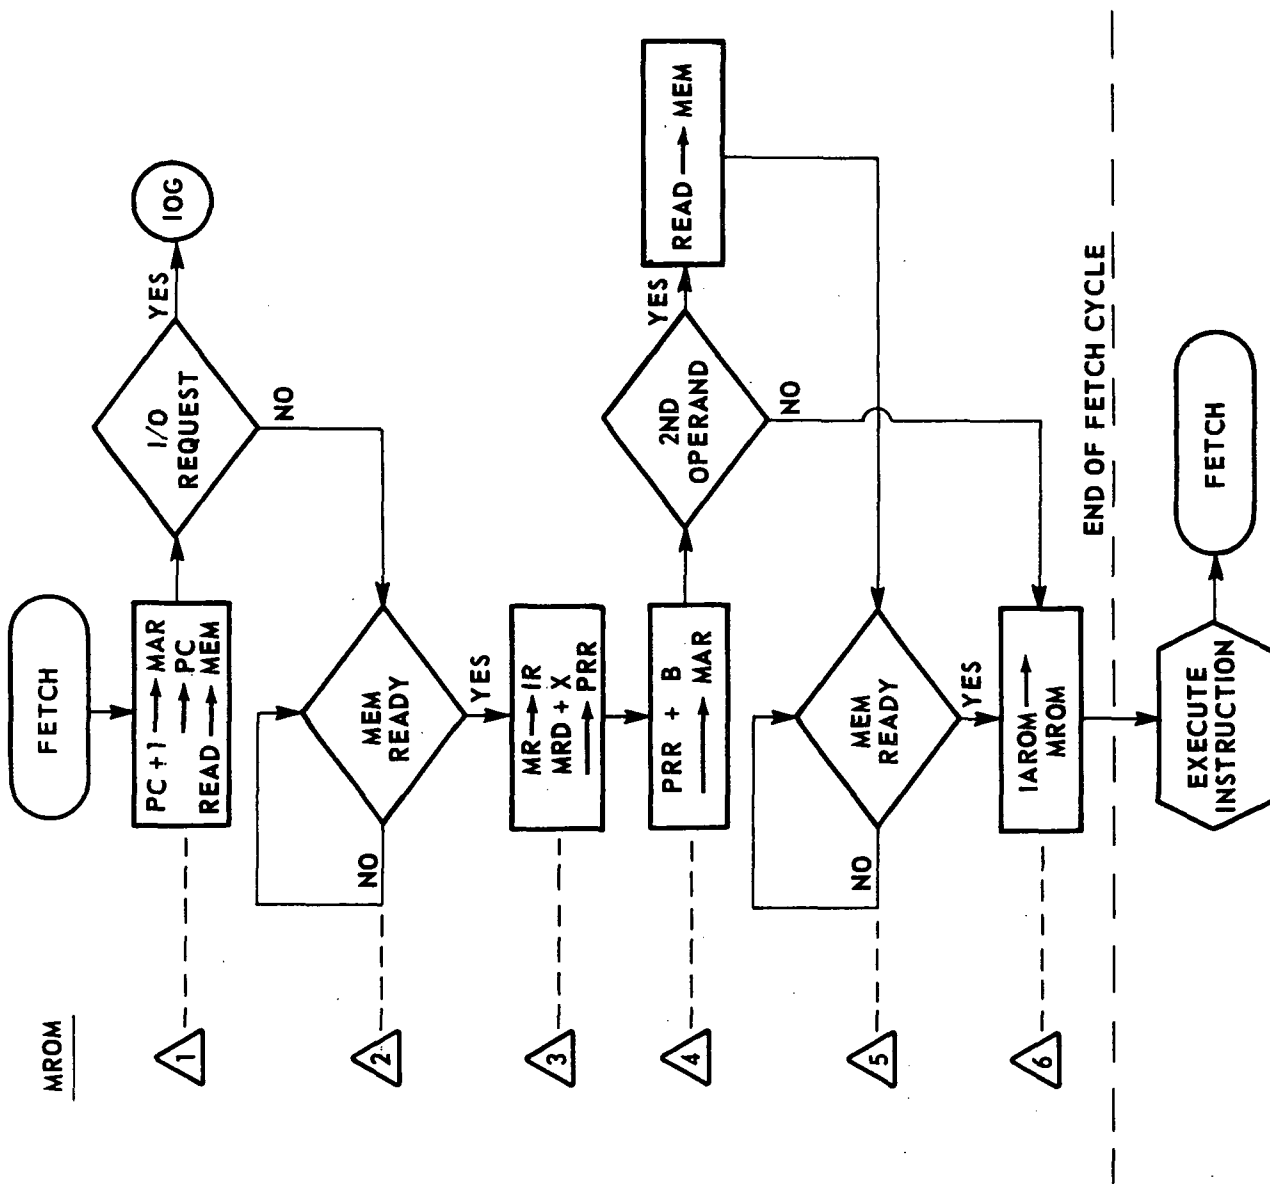 MROM
FETCH
1
PC + 1 → MAR
→ PC
READ → MEM
I/O
REQUEST
YES
IOG
NO
2
MEM
READY
NO
YES
3
MR → IR
MRD + X
→ PRR
4
PRR + B
→ MAR
2ND
OPERAND
YES
READ → MEM
NO
5
MEM
READY
NO
YES
6
IAROM →
MROM
END OF FETCH CYCLE
EXECUTE
INSTRUCTION
FETCH